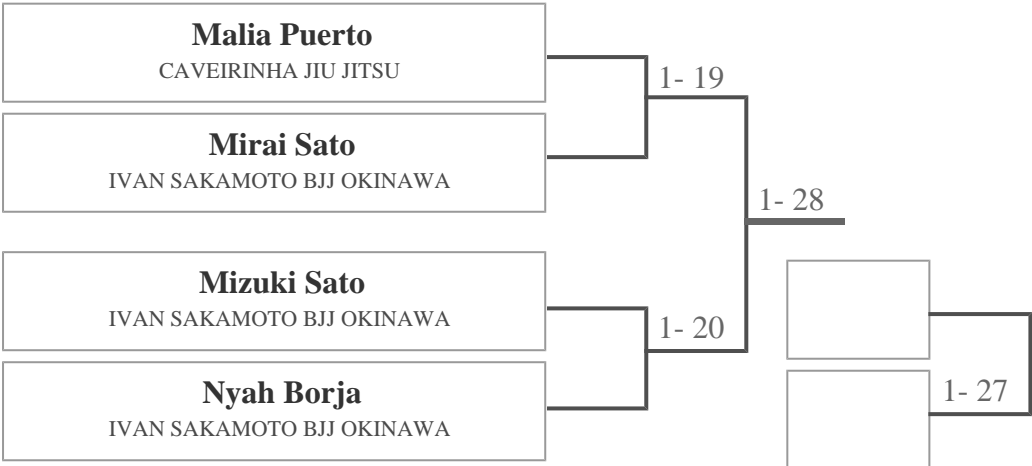 Malia Puerto
CAVEIRINHA JIU JITSU
1- 19
Mirai Sato
IVAN SAKAMOTO BJJ OKINAWA
1- 28
Mizuki Sato
IVAN SAKAMOTO BJJ OKINAWA
1- 20
Nyah Borja
IVAN SAKAMOTO BJJ OKINAWA
1- 27